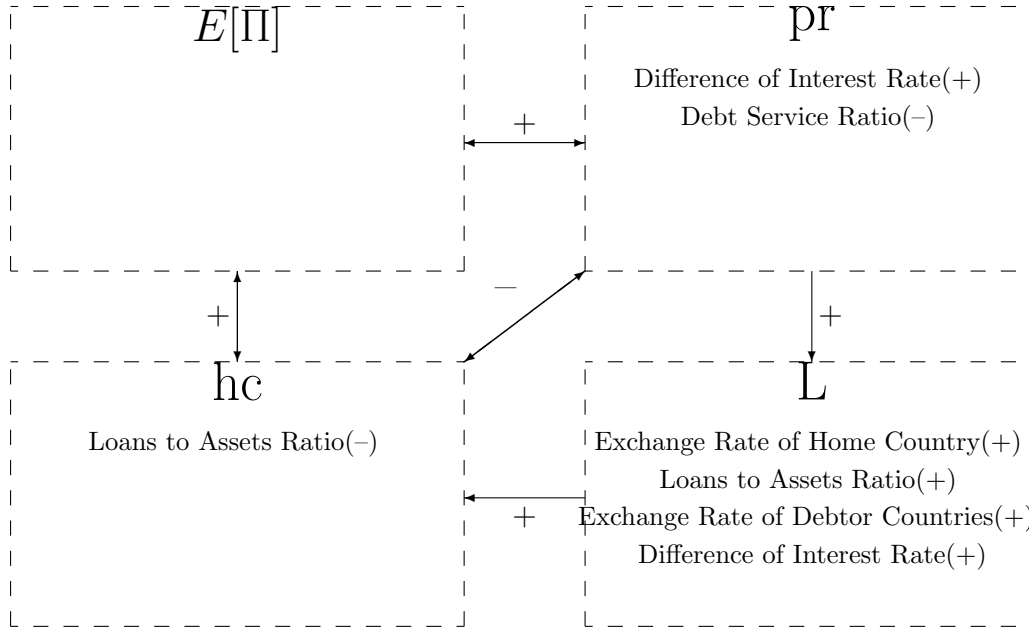 E[Π̃]
pr
Difference of Interest Rate(+)
Debt Service Ratio(–)
+
+
–
+
hc
Loans to Assets Ratio(–)
L
Exchange Rate of Home Country(+)
Loans to Assets Ratio(+)
Exchange Rate of Debtor Countries(+)
Difference of Interest Rate(+)
+